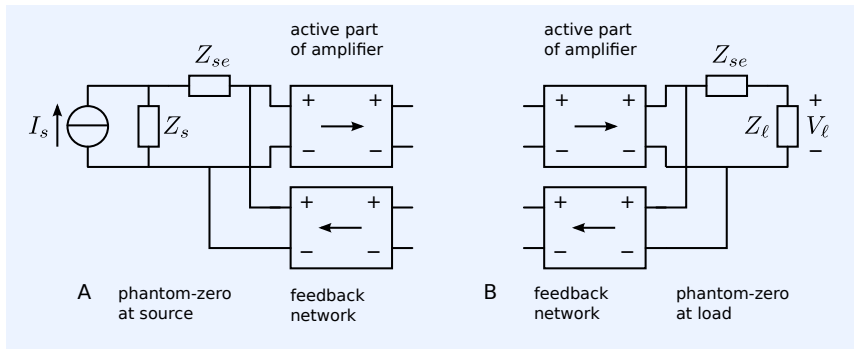 active part
of amplifier
Z_se
+ +
− −
I_s
Z_s
+ +
− −
A
phantom-zero
at source
feedback
network
active part
of amplifier
Z_se
+ +
− −
Z_ℓ
+
V_ℓ
−
+ +
− −
B
feedback
network
phantom-zero
at load